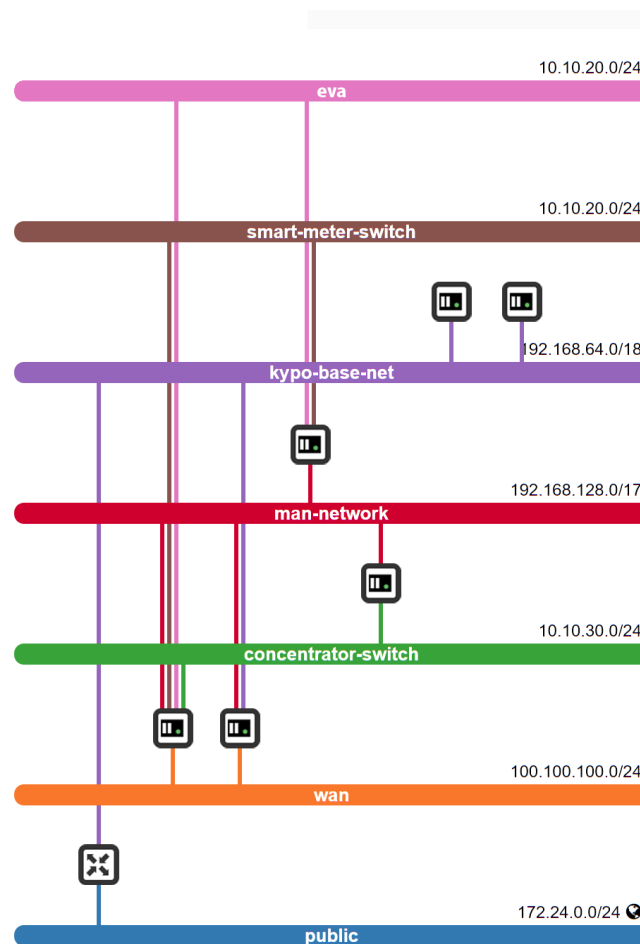 10.10.20.0/24
eva
10.10.20.0/24
smart-meter-switch
192.168.64.0/18
kypo-base-net
192.168.128.0/17
man-network
10.10.30.0/24
concentrator-switch
100.100.100.0/24
wan
172.24.0.0/24
public